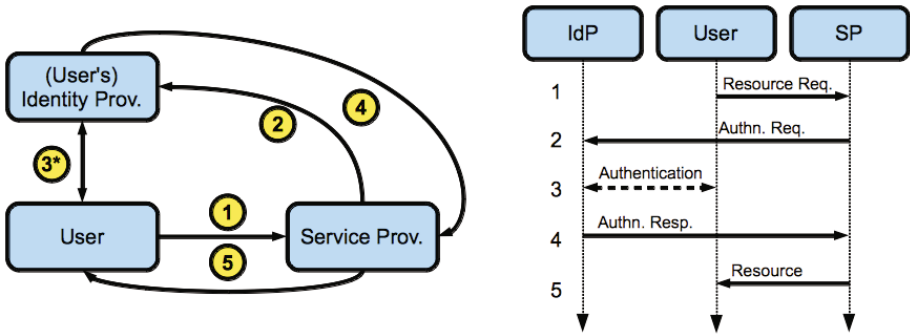 (User's)
Identity Prov.
4
2
3*
1
User
Service Prov.
5
IdP
User
SP
1
Resource Req.
2
Authn. Req.
3
Authentication
4
Authn. Resp.
5
Resource